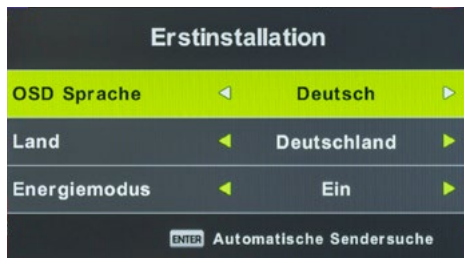 Erstinstallation
OSD Sprache Deutsch
Land Deutschland
Energiemodus Ein
ENTER Automatische Sendersuche